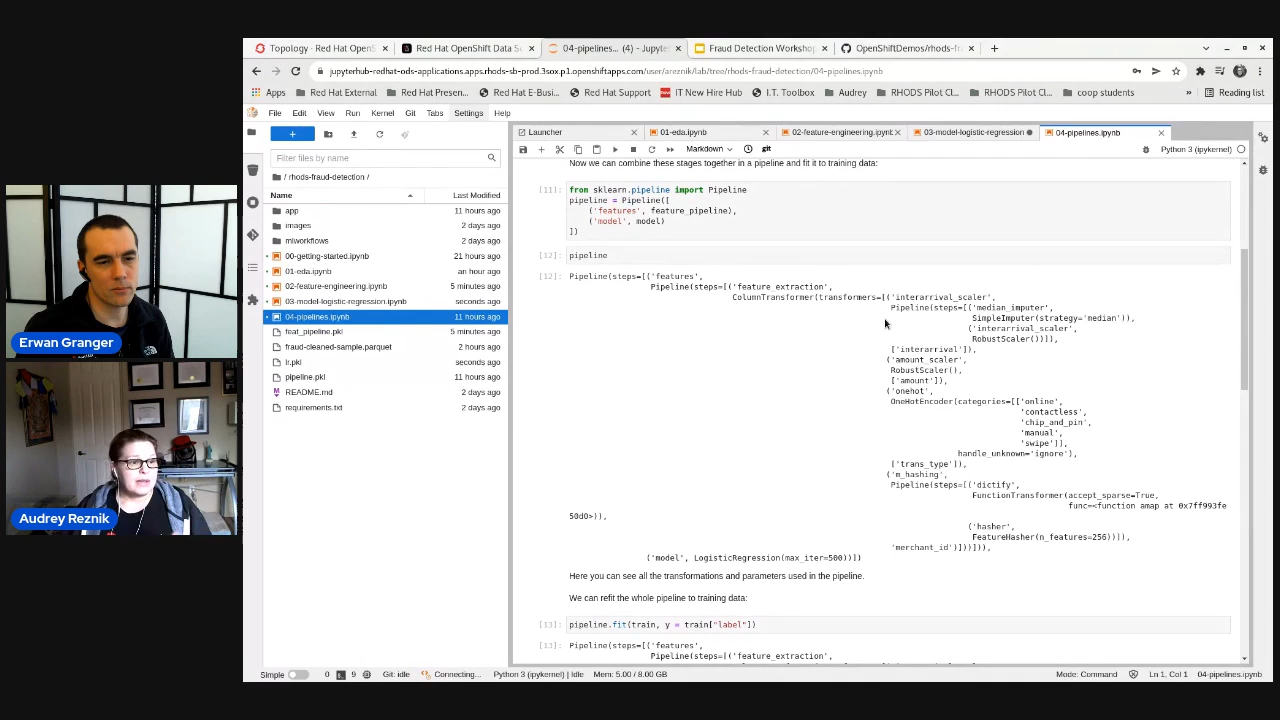 Topology · Red Hat OpenS
Red Hat OpenShift Data S
04-pipelines... (4) - Jupyte
Fraud Detection Workshop
OpenShiftDemos/rhods-fr
jupyterhub-redhat-ods-applications.apps.rhods-sb-prod.3sox.p1.openshiftapps.com/user/areznik/lab/tree/rhods-fraud-detection/04-pipelines.ipynb
Apps Red Hat External Red Hat Presen... Red Hat E-Busi... Red Hat Support IT New Hire HUB I.T. Toolbox Audrey RHODS Pilot Cl... RHODS Pilot Cl... coop students » Reading list
File Edit View Run Kernel Git Tabs Settings Help
Filter files by name
/ rhods-fraud-detection /
Name Last Modified
app 11 hours ago
images 2 days ago
mlworkflows 2 days ago
00-getting-started.ipynb 21 hours ago
01-eda.ipynb an hour ago
02-feature-engineering.ipynb 5 minutes ago
03-model-logistic-regression.ipynb seconds ago
04-pipelines.ipynb 11 hours ago
feat_pipeline.pkl 5 minutes ago
fraud-cleaned-sample.parquet 2 hours ago
lr.pkl seconds ago
pipeline.pkl 11 hours ago
README.md 2 days ago
requirements.txt 2 days ago
Launcher 01-eda.ipynb 02-feature-engineering.ipynt 03-model-logistic-regression 04-pipelines.ipynb
Markdown git Python 3 (ipykernel)
Now we can combine these stages together in a pipeline and fit it to training data:
[11]: from sklearn.pipeline import Pipeline
pipeline = Pipeline([
('features', feature_pipeline),
('model', model)
])
[12]: pipeline
[12]: Pipeline(steps=[('features',
Pipeline(steps=[('feature_extraction',
ColumnTransformer(transformers=[('interarrival_scaler',
Pipeline(steps=[('median_imputer',
SimpleImputer(strategy='median')),
('interarrival_scaler',
RobustScaler())]),
['interarrival']),
('amount_scaler',
RobustScaler(),
['amount']),
('onehot',
OneHotEncoder(categories=[['online',
'contactless',
'chip_and_pin',
'manual',
'swipe']],
handle_unknown='ignore'),
['trans_type']),
('m_hashing',
Pipeline(steps=[('dictify',
FunctionTransformer(accept_sparse=True,
func=<function amap at 0x7ff993fe
50d0>)),
('hasher',
FeatureHasher(n_features=256))]),
'merchant_id')]))])),
('model', LogisticRegression(max_iter=500))])
Here you can see all the transformations and parameters used in the pipeline.
We can refit the whole pipeline to training data:
[13]: pipeline.fit(train, y = train["label"])
[13]: Pipeline(steps=[('features',
Pipeline(steps=[('feature_extraction',
Simple 0 9 Git: idle Connecting... Python 3 (ipykernel) | Idle Mem: 5.00 / 8.00 GB Mode: Command Ln 1, Col 1 04-pipelines.ipynb
Erwan Granger
Audrey Reznik